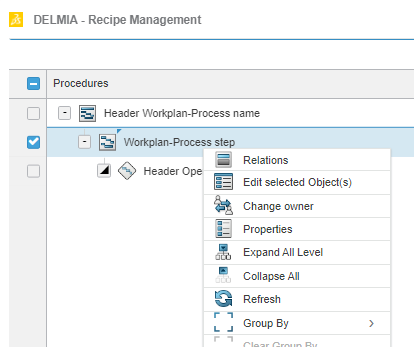 DELMIA - Recipe Management
Procedures
Header Workplan-Process name
Workplan-Process step
Header Ope
Relations
Edit selected Object(s)
Change owner
Properties
Expand All Level
Collapse All
Refresh
Group By
Clear Group By